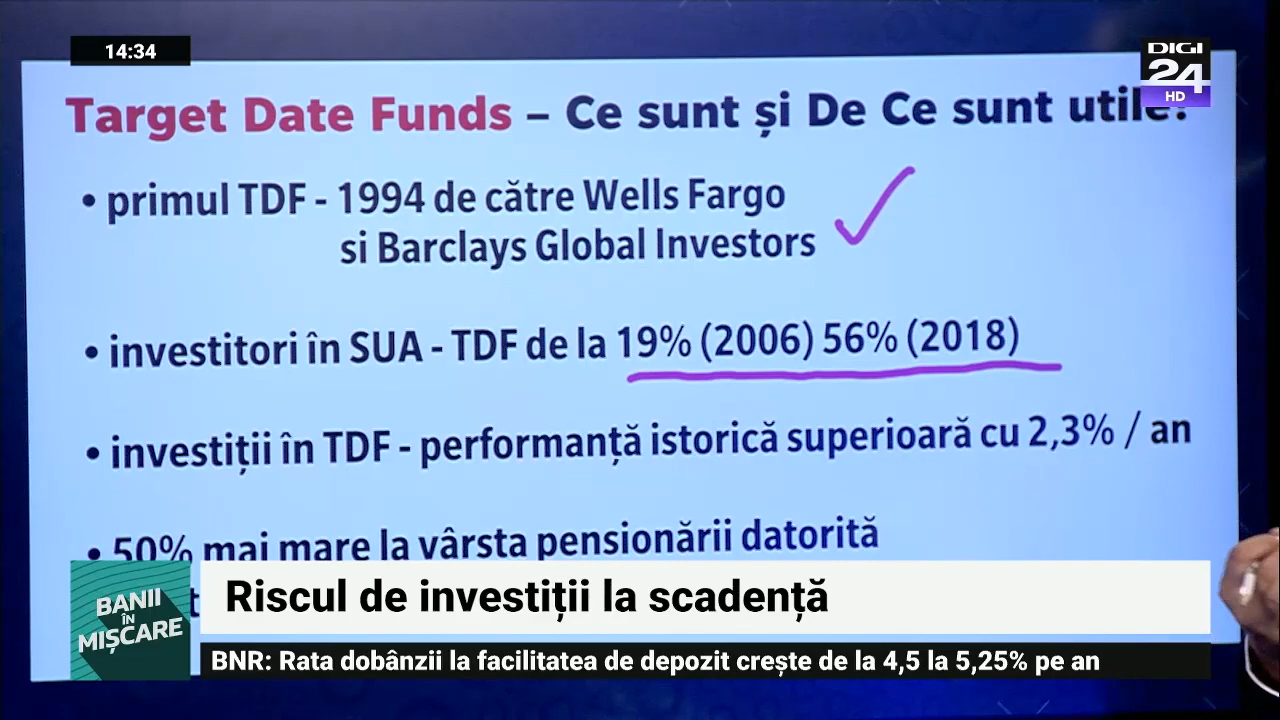 14:34
DIGI
24
HD
Target Date Funds – Ce sunt și De Ce sunt utile?
• primul TDF - 1994 de către Wells Fargo
si Barclays Global Investors
• investitori în SUA - TDF de la 19% (2006) 56% (2018)
• investiții în TDF - performanță istorică superioară cu 2,3% / an
• 50% mai mare la vârsta pensionării datorită
BANII
ÎN
MIȘCARE
Riscul de investiții la scadență
BNR: Rata dobânzii la facilitatea de depozit crește de la 4,5 la 5,25% pe an